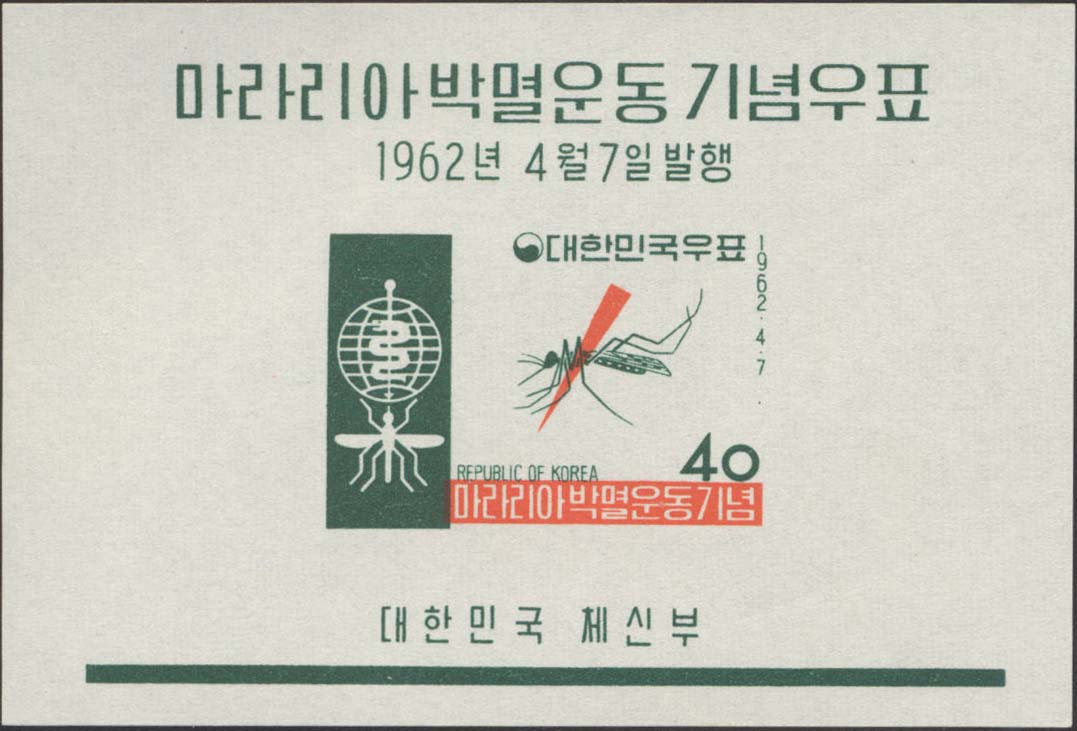 마라리아박멸운동기념우표
1962년 4월7일발행
대한민국우표
1962.4.7.
40
REPUBLIC OF KOREA
마라리아박멸운동기념
대한민국 체신부